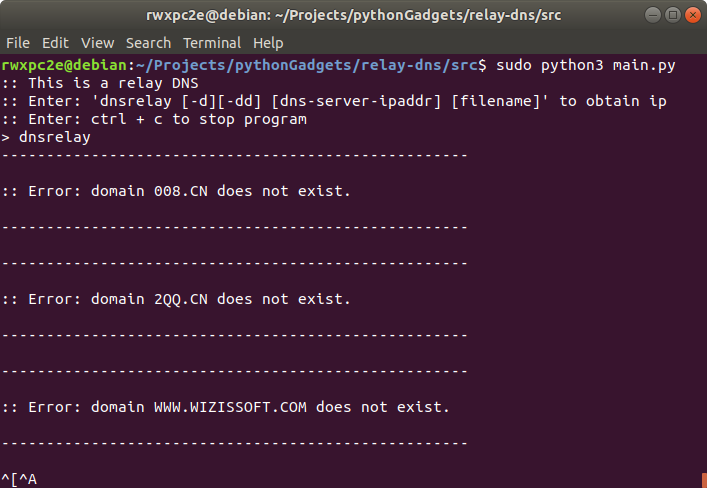 rwxpc2e@debian: ~/Projects/pythonGadgets/relay-dns/src
File Edit View Search Terminal Help
rwxpc2e@debian:~/Projects/pythonGadgets/relay-dns/src$ sudo python3 main.py
:: This is a relay DNS
:: Enter: 'dnsrelay [-d][-dd] [dns-server-ipaddr] [filename]' to obtain ip
:: Enter: ctrl + c to stop program
> dnsrelay
----------------------------------------------------
:: Error: domain 008.CN does not exist.
----------------------------------------------------
----------------------------------------------------
:: Error: domain 2QQ.CN does not exist.
----------------------------------------------------
----------------------------------------------------
:: Error: domain WWW.WIZISSOFT.COM does not exist.
----------------------------------------------------
^[^A